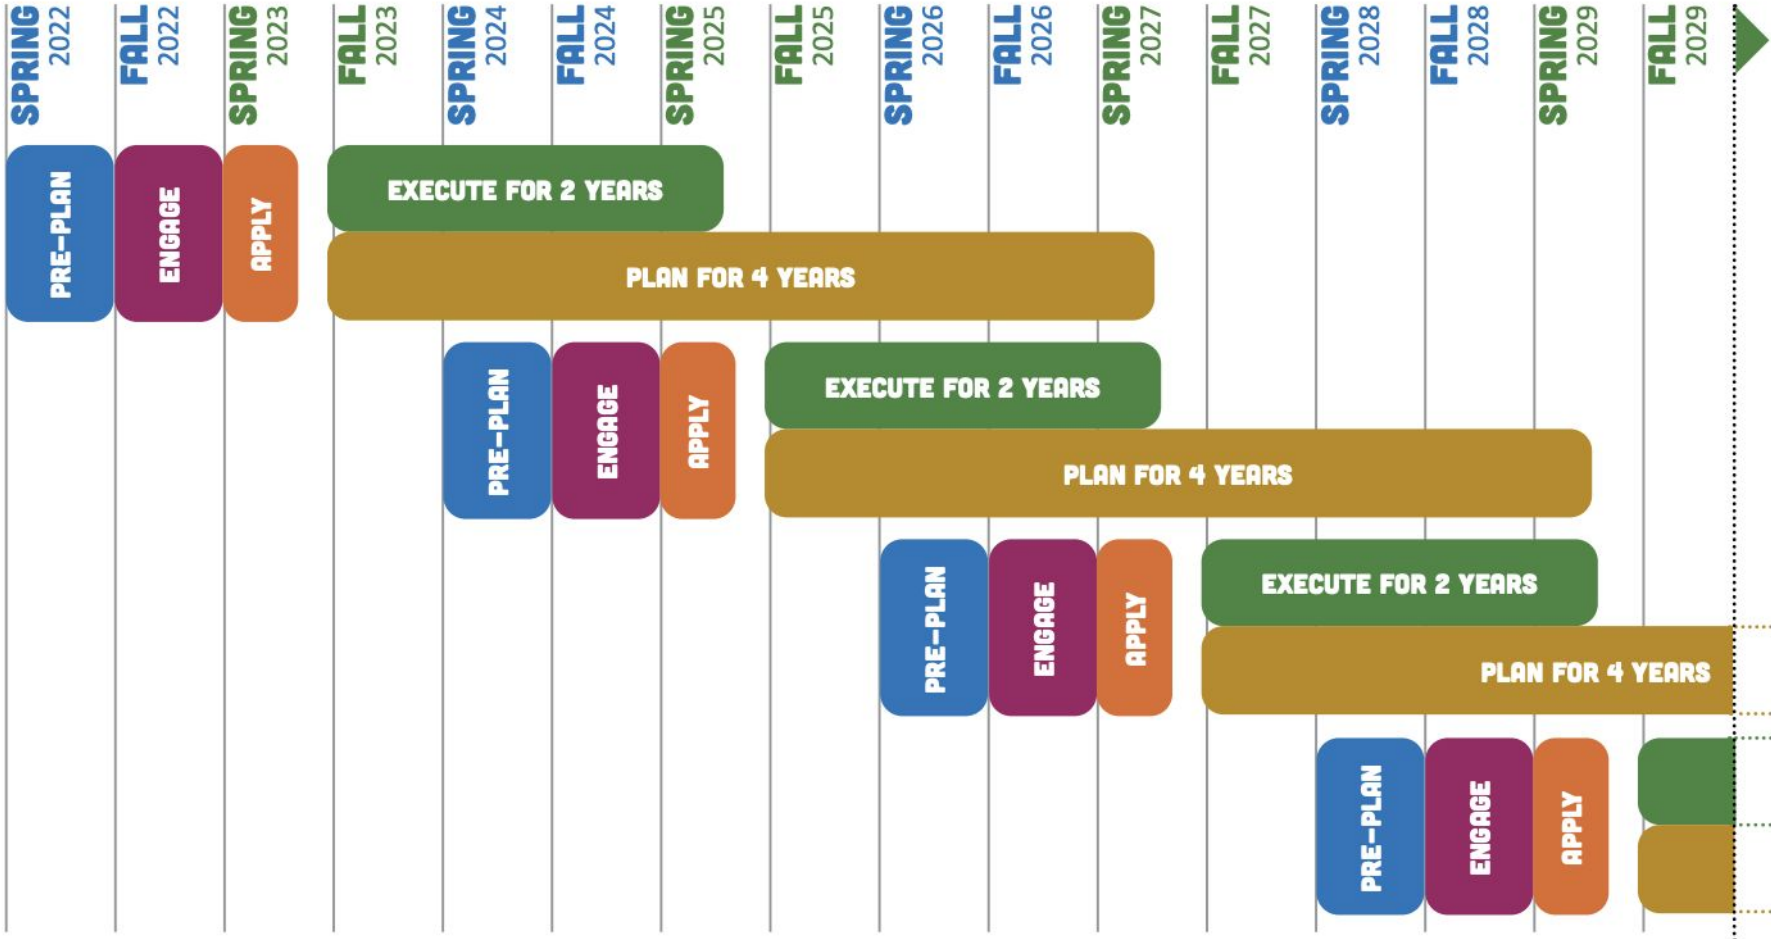 SPRING 2022
FALL 2022
SPRING 2023
FALL 2023
SPRING 2024
FALL 2024
SPRING 2025
FALL 2025
SPRING 2026
FALL 2026
SPRING 2027
FALL 2027
SPRING 2028
FALL 2028
SPRING 2029
FALL 2029
PRE-PLAN
ENGAGE
APPLY
EXECUTE FOR 2 YEARS
PLAN FOR 4 YEARS
PRE-PLAN
ENGAGE
APPLY
EXECUTE FOR 2 YEARS
PLAN FOR 4 YEARS
PRE-PLAN
ENGAGE
APPLY
EXECUTE FOR 2 YEARS
PLAN FOR 4 YEARS
PRE-PLAN
ENGAGE
APPLY